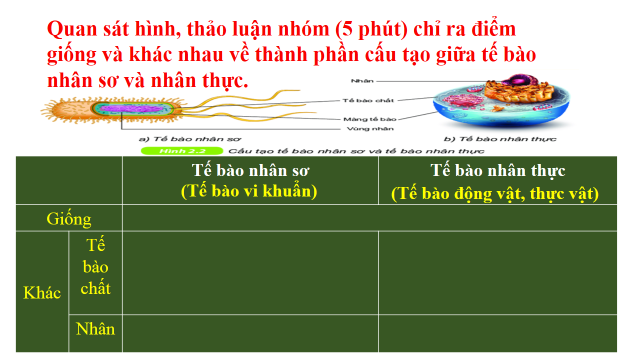 Quan sát hình, thảo luận nhóm (5 phút) chỉ ra điểm
giống và khác nhau về thành phần cấu tạo giữa tế bào
nhân sơ và nhân thực.
Nhân
Tế bào chất
Màng tế bào
Vùng nhân
a) Tế bào nhân sơ
b) Tế bào nhân thực
Hình 2.2 Cấu tạo tế bào nhân sơ và tế bào nhân thực
Tế bào nhân sơ
(Tế bào vi khuẩn)
Tế bào nhân thực
(Tế bào động vật, thực vật)
Giống
Khác
Tế
bào
chất
Nhân